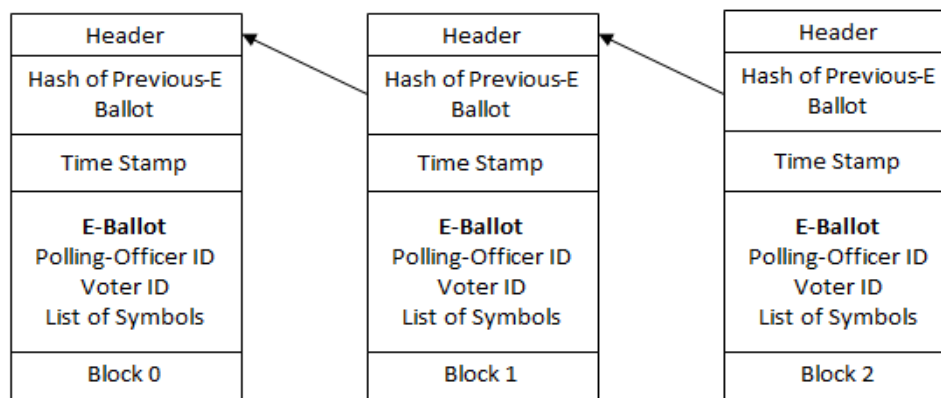 Header
Hash of Previous-E
Ballot
Time Stamp
E-Ballot
Polling-Officer ID
Voter ID
List of Symbols
Block 0
Header
Hash of Previous-E
Ballot
Time Stamp
E-Ballot
Polling-Officer ID
Voter ID
List of Symbols
Block 1
Header
Hash of Previous-E
Ballot
Time Stamp
E-Ballot
Polling-Officer ID
Voter ID
List of Symbols
Block 2